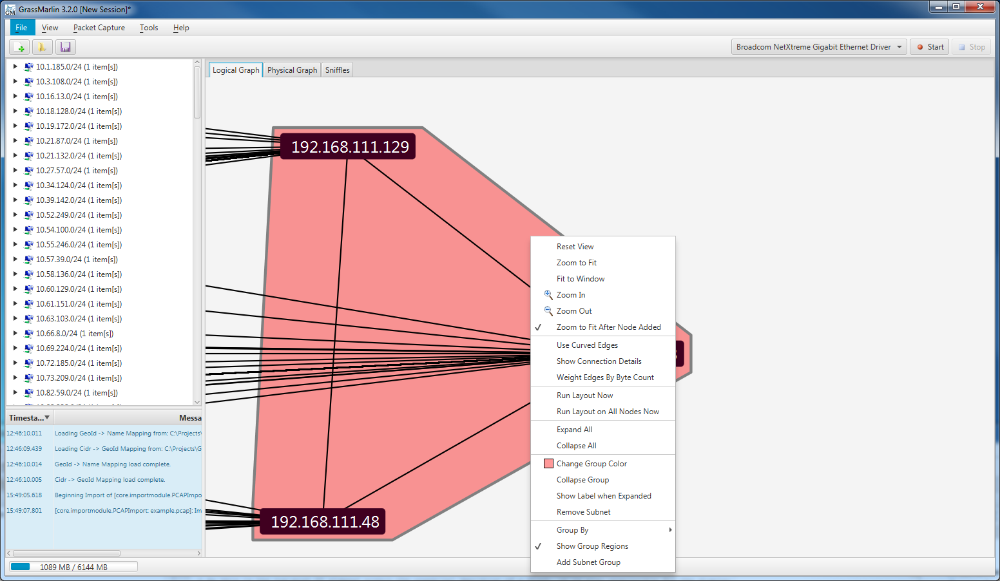 GrassMarlin 3.2.0 [New Session]*
File View Packet Capture Tools Help
Broadcom NetXtreme Gigabit Ethernet Driver Start Stop
10.1.185.0/24 (1 item[s])
10.3.108.0/24 (1 item[s])
10.16.13.0/24 (1 item[s])
10.18.128.0/24 (1 item[s])
10.19.172.0/24 (1 item[s])
10.21.87.0/24 (1 item[s])
10.21.132.0/24 (1 item[s])
10.27.57.0/24 (1 item[s])
10.34.124.0/24 (1 item[s])
10.39.142.0/24 (1 item[s])
10.52.249.0/24 (1 item[s])
10.54.100.0/24 (1 item[s])
10.55.246.0/24 (1 item[s])
10.57.39.0/24 (1 item[s])
10.58.136.0/24 (1 item[s])
10.60.129.0/24 (1 item[s])
10.61.151.0/24 (1 item[s])
10.63.103.0/24 (1 item[s])
10.66.8.0/24 (1 item[s])
10.69.224.0/24 (1 item[s])
10.72.185.0/24 (1 item[s])
10.73.209.0/24 (1 item[s])
10.82.59.0/24 (1 item[s])
Timesta... Messa
12:46:10.011 Loading GeoId -> Name Mapping from: C:\Projects\
12:46:09.439 Loading Cidr -> GeoId Mapping from: C:\Projects\G
12:46:10.014 GeoId -> Name Mapping load complete.
12:46:10.005 Cidr -> GeoId Mapping load complete.
15:49:05.618 Beginning Import of [core.importmodule.PCAPImpo
15:49:07.801 [core.importmodule.PCAPImport: example.pcap]: Im
1089 MB / 6144 MB
Logical Graph Physical Graph Sniffles
192.168.111.129
192.168.111.48
Reset View
Zoom to Fit
Fit to Window
Zoom In
Zoom Out
Zoom to Fit After Node Added
Use Curved Edges
Show Connection Details
Weight Edges By Byte Count
Run Layout Now
Run Layout on All Nodes Now
Expand All
Collapse All
Change Group Color
Collapse Group
Show Label when Expanded
Remove Subnet
Group By
Show Group Regions
Add Subnet Group